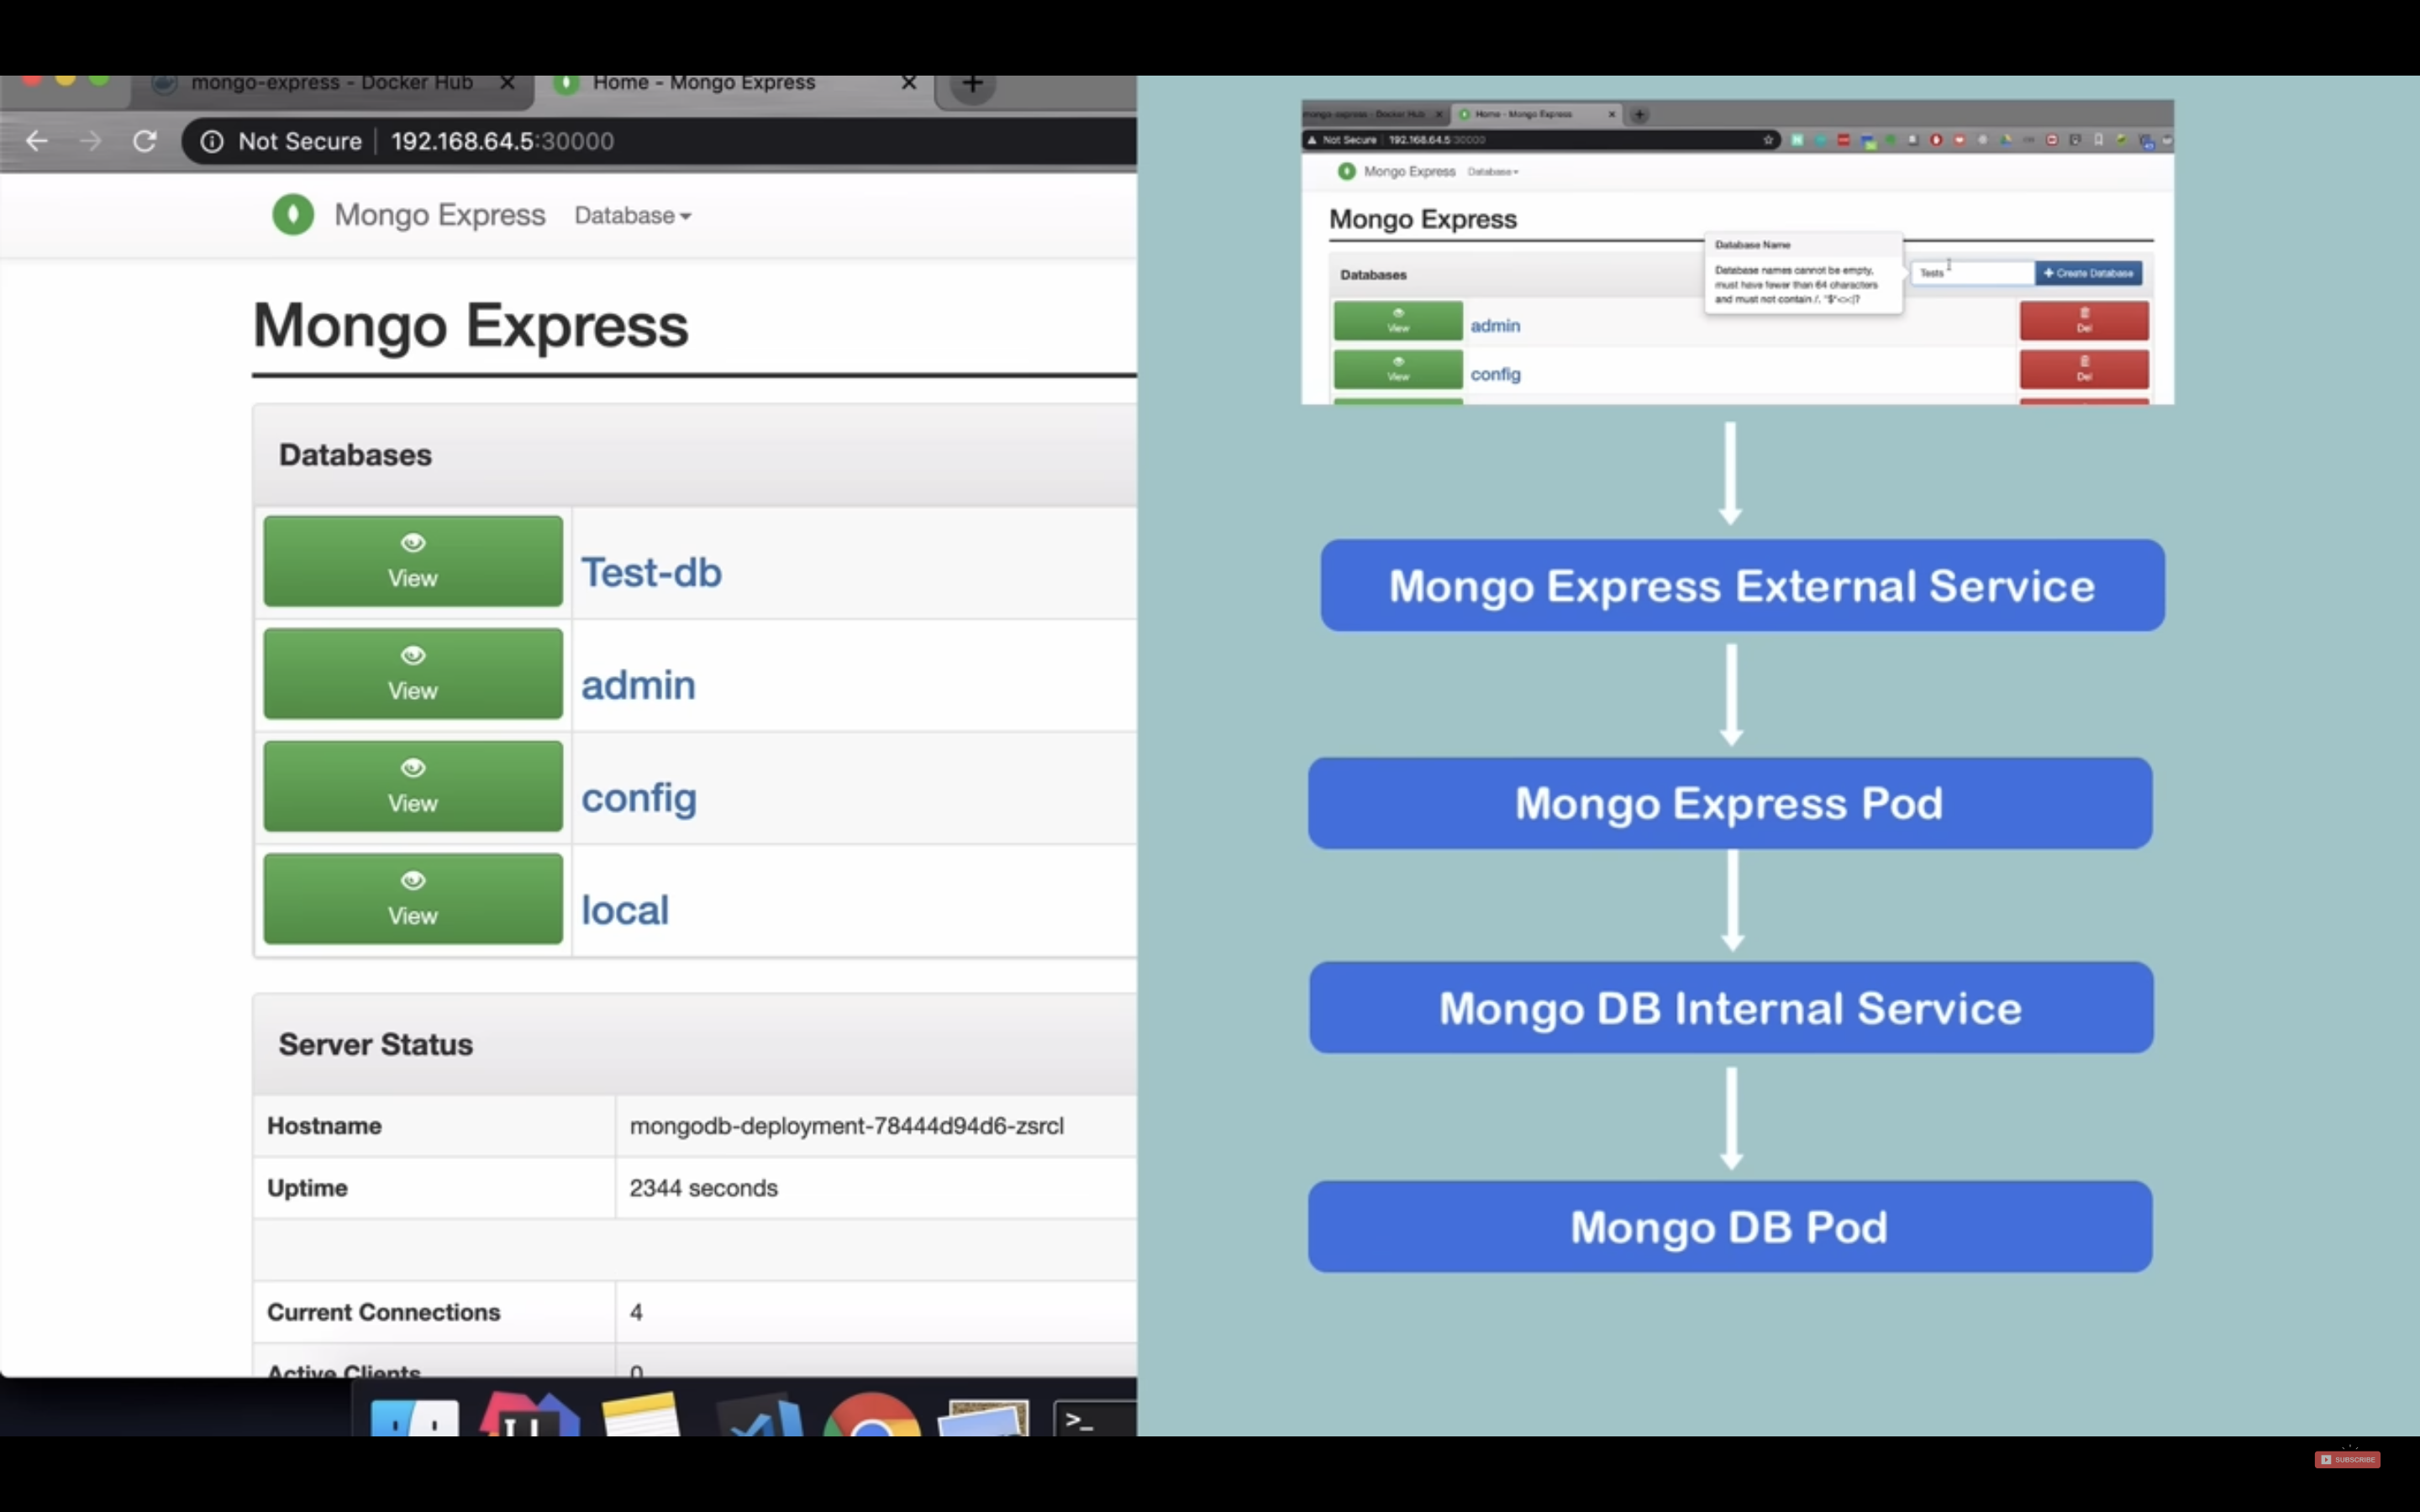 mongo-express - Docker Hub
Home - Mongo Express
Not Secure
192.168.64.5:30000
Mongo Express
Database
Mongo Express
Databases
View
Test-db
View
admin
View
config
View
local
Server Status
Hostname
mongodb-deployment-78444d94d6-zsrcl
Uptime
2344 seconds
Current Connections
4
Active Clients
0
mongo-express - Docker Hub
Home - Mongo Express
Not Secure
192.168.64.5:30000
Mongo Express
Database
Mongo Express
Database Name
Database names cannot be empty,
must have fewer than 64 characters
and must not contain
Databases
Tests
Create Database
View
admin
Del
View
config
Del
Mongo Express External Service
Mongo Express Pod
Mongo DB Internal Service
Mongo DB Pod
SUBSCRIBE